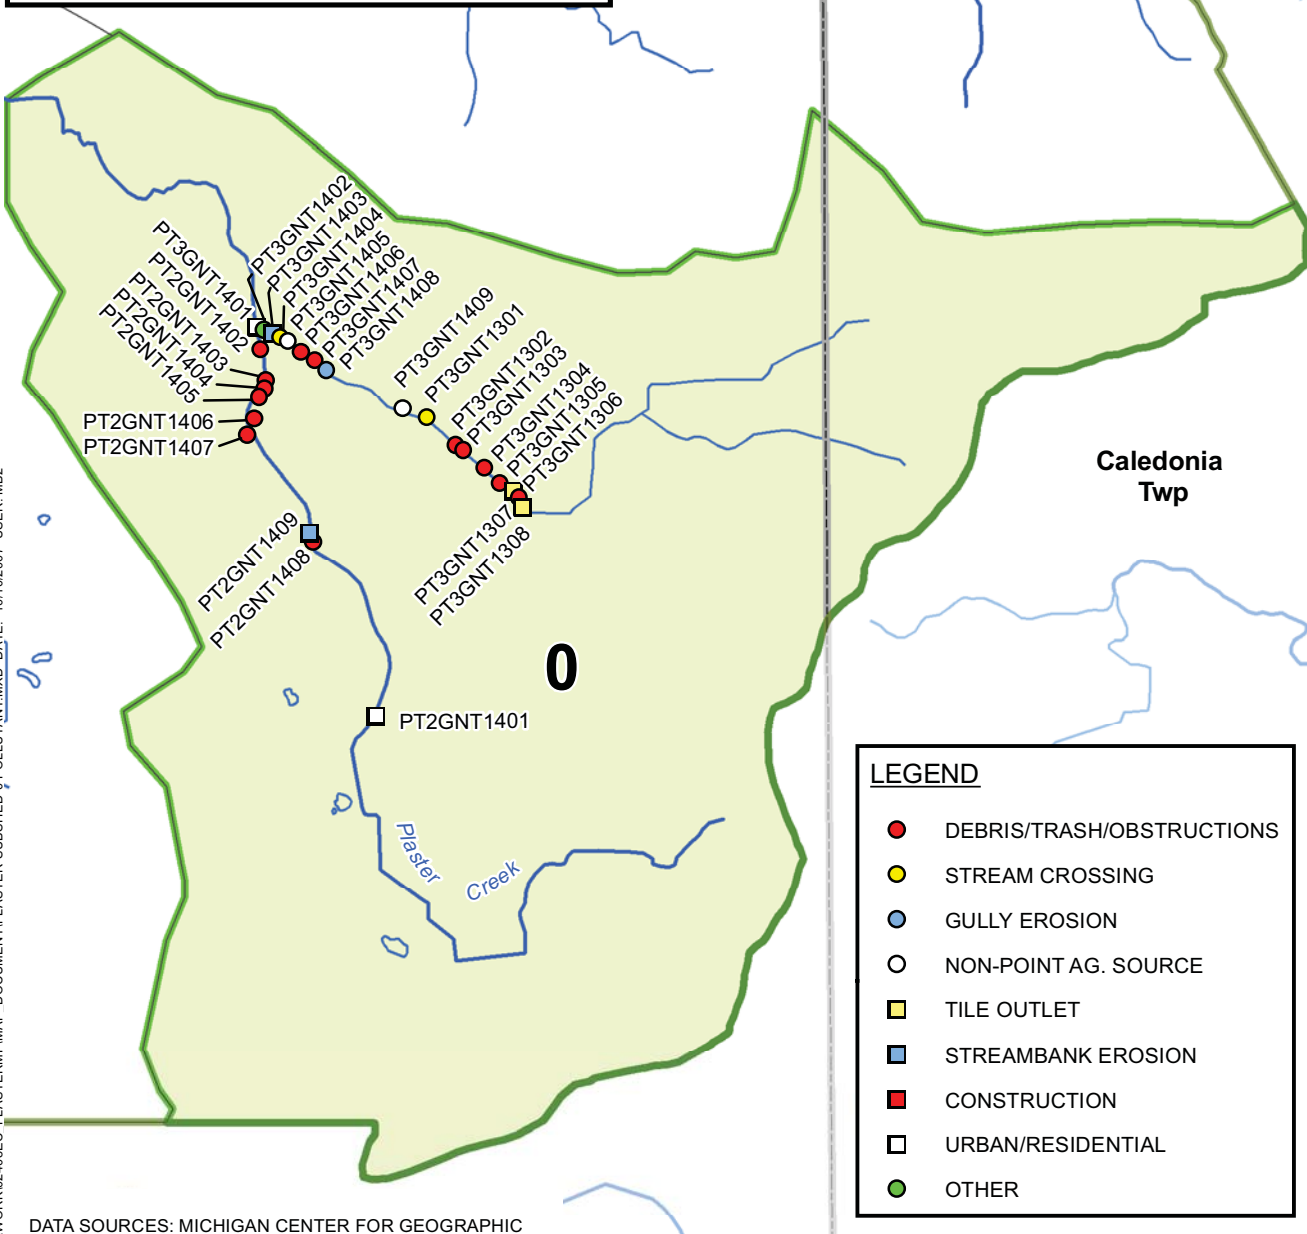 PT3GNT1402
PT3GNT1403
PT3GNT1404
PT3GNT1405
PT3GNT1406
PT3GNT1407
PT3GNT1408
PT3GNT1401
PT2GNT1402
PT2GNT1403
PT2GNT1404
PT2GNT1405
PT2GNT1406
PT2GNT1407
PT3GNT1409
PT3GNT1301
PT3GNT1302
PT3GNT1303
PT3GNT1304
PT3GNT1305
PT3GNT1306
PT3GNT1307
PT3GNT1308
PT2GNT1409
PT2GNT1408
Caledonia
Twp
0
PT2GNT1401
Plaster
Creek
LEGEND
DEBRIS/TRASH/OBSTRUCTIONS
STREAM CROSSING
GULLY EROSION
NON-POINT AG. SOURCE
TILE OUTLET
STREAMBANK EROSION
CONSTRUCTION
URBAN/RESIDENTIAL
OTHER
DATA SOURCES: MICHIGAN CENTER FOR GEOGRAPHIC